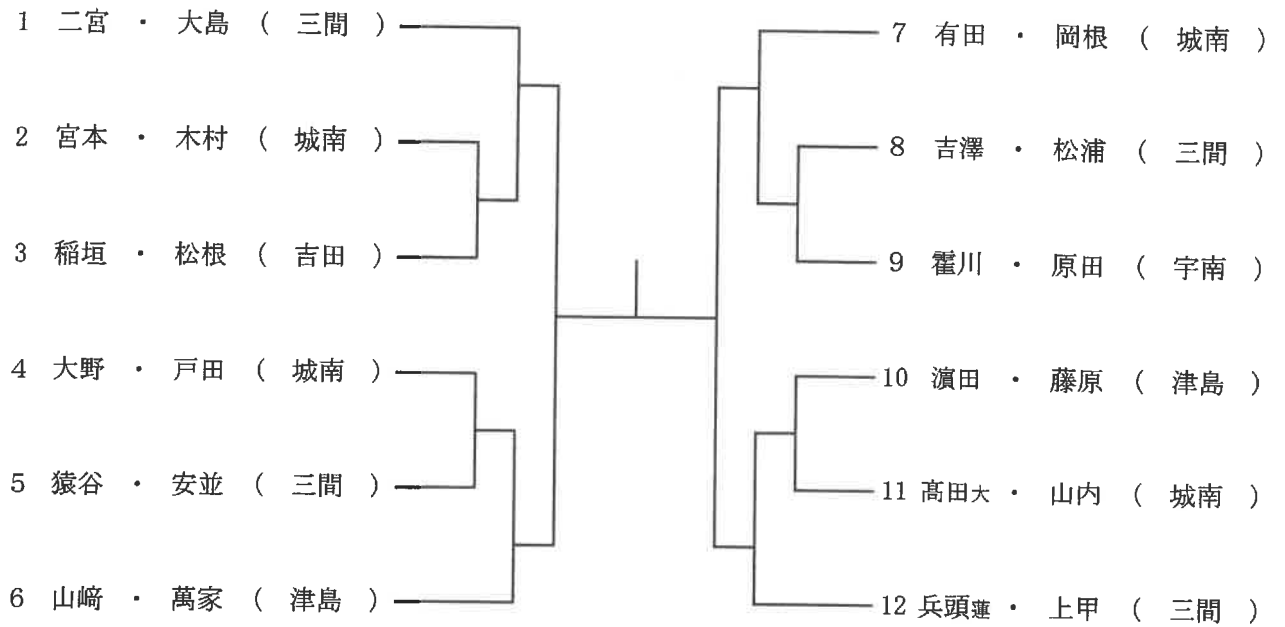 1 二宮 ・ 大島 ( 三間 )
2 宮本 ・ 木村 ( 城南 )
3 稲垣 ・ 松根 ( 吉田 )
4 大野 ・ 戸田 ( 城南 )
5 猿谷 ・ 安並 ( 三間 )
6 山﨑 ・ 萬家 ( 津島 )
7 有田 ・ 岡根 ( 城南 )
8 吉澤 ・ 松浦 ( 三間 )
9 霍川 ・ 原田 ( 宇南 )
10 濵田 ・ 藤原 ( 津島 )
11 髙田大 ・ 山内 ( 城南 )
12 兵頭蓮 ・ 上甲 ( 三間 )